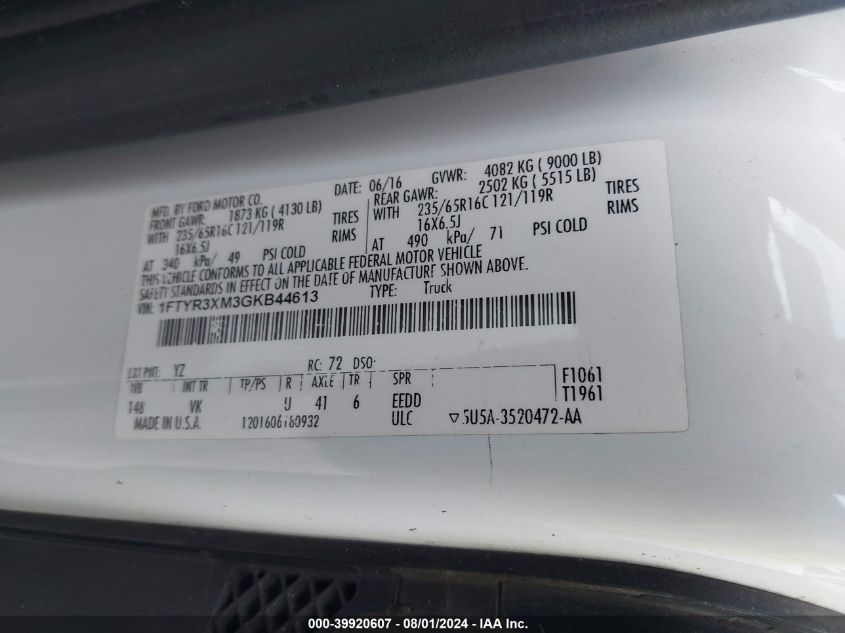 MFD. BY FORD MOTOR CO. DATE: 06/16 GVWR: 4082 KG ( 9000 LB)
FRONT GAWR: 1873 KG ( 4130 LB) REAR GAWR: 2502 KG ( 5515 LB)
WITH 235/65R16C 121/119R TIRES WITH 235/65R16C 121/119R TIRES
16X6.5J RIMS 16X6.5J RIMS
AT 340 kPa/ 49 PSI COLD AT 490 kPa/ 71 PSI COLD
THIS VEHICLE CONFORMS TO ALL APPLICABLE FEDERAL MOTOR VEHICLE
SAFETY STANDARDS IN EFFECT ON THE DATE OF MANUFACTURE SHOWN ABOVE.
VIN: 1FTYR3XM3GKB44613 TYPE: Truck
EXT PNT: YZ RC: 72 DSO:
WB INT TR TP/PS R AXLE TR SPR F1061
148 VK U 41 6 EEDD T1961
MADE IN U.S.A. 1201606160932 ULC ▽5U5A-3520472-AA
000-39920607 - 08/01/2024 - IAA Inc.